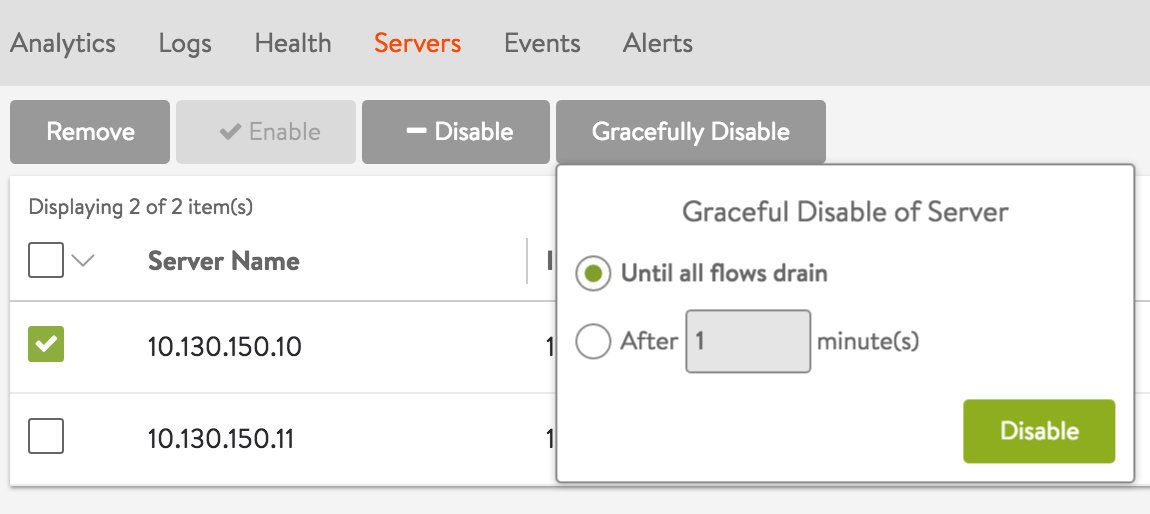 Analytics Logs Health Servers Events Alerts
Remove Enable Disable Gracefully Disable
Displaying 2 of 2 item(s)
Graceful Disable of Server
Server Name
Until all flows drain
After 1 minute(s)
10.130.150.10
10.130.150.11
Disable